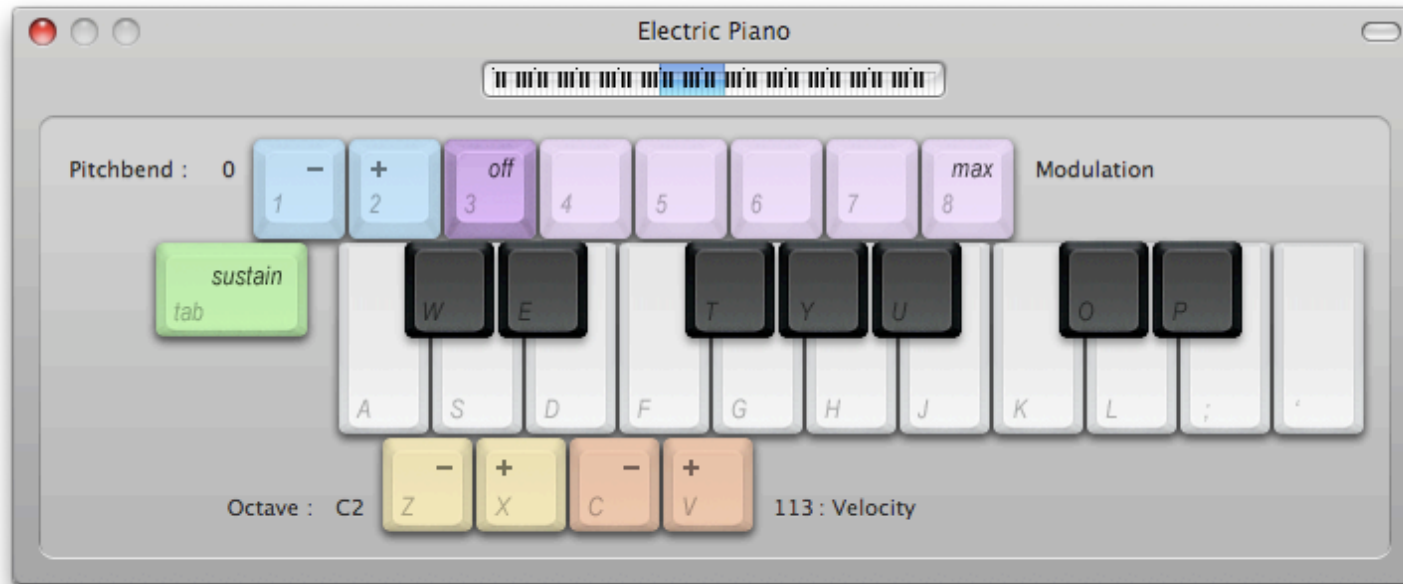 Electric Piano
Pitchbend : 0 − + off max Modulation
1 2 3 4 5 6 7 8
sustain
tab W E T Y U O P
A S D F G H J K L ; ‘
− + − +
Octave : C2 Z X C V 113 : Velocity